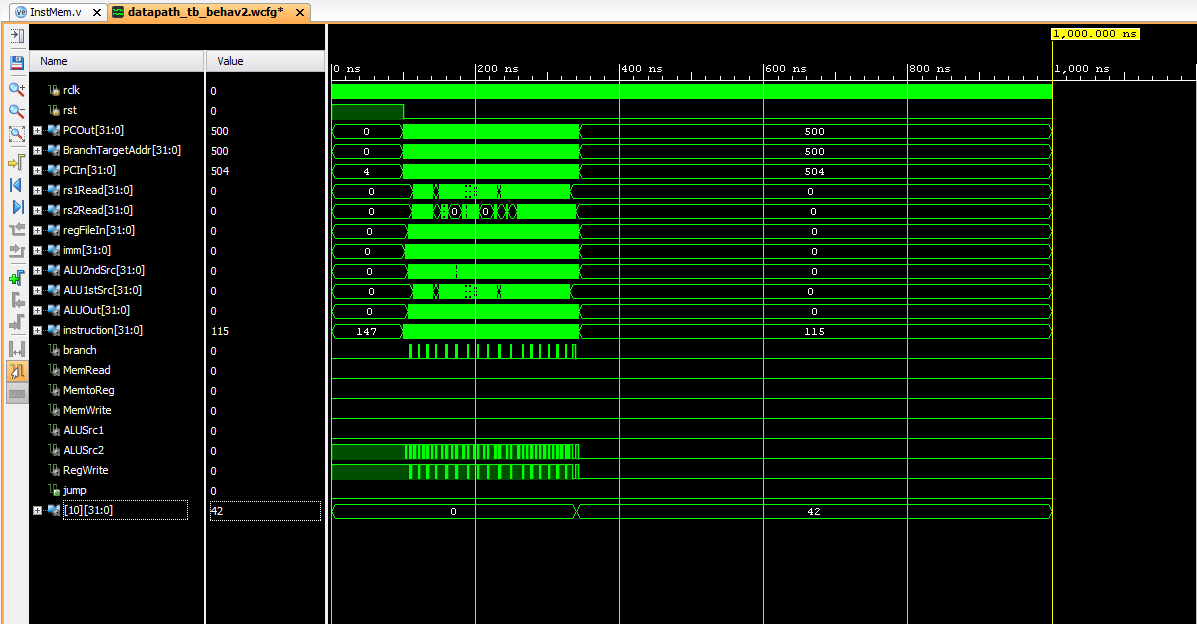 InstMem.v
datapath_tb_behav2.wcfg*
1,000.000 ns
Name Value
0 ns 200 ns 400 ns 600 ns 800 ns 1,000 ns
rclk 0
rst 0
PCOut[31:0] 500 0 500
BranchTargetAddr[31:0] 500 0 500
PCIn[31:0] 504 4 504
rs1Read[31:0] 0 0 0
rs2Read[31:0] 0 0 0 0 0
regFileIn[31:0] 0 0 0
imm[31:0] 0 0 0
ALU2ndSrc[31:0] 0 0 0
ALU1stSrc[31:0] 0 0 0
ALUOut[31:0] 0 0 0
instruction[31:0] 115 147 115
branch 0
MemRead 0
MemtoReg 0
MemWrite 0
ALUSrc1 0
ALUSrc2 0
RegWrite 0
jump 0
[10][31:0] 42 0 42